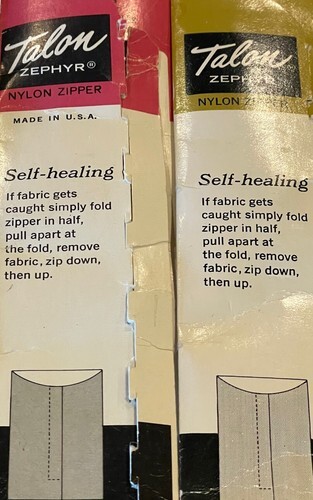 Talon
ZEPHYR®
NYLON ZIPPER
MADE IN U.S.A.
Self-healing
If fabric gets
caught simply fold
zipper in half,
pull apart at
the fold, remove
fabric, zip down,
then up.
Talon
ZEPHYR®
NYLON ZIPPER
Self-healing
If fabric gets
caught simply fold
zipper in half,
pull apart at
the fold, remove
fabric, zip down,
then up.